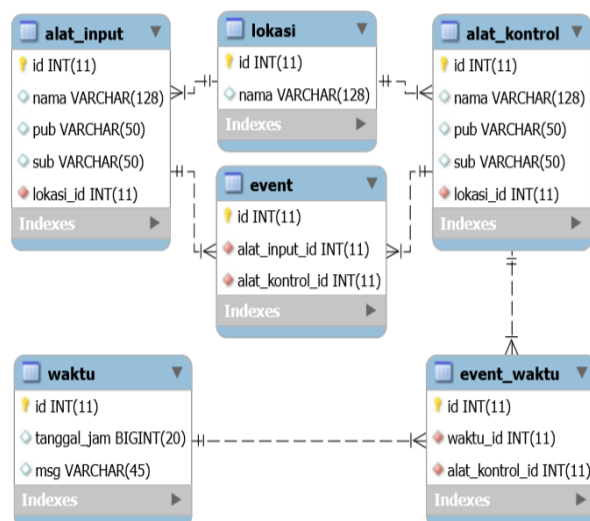 alat_input
id INT(11)
nama VARCHAR(128)
pub VARCHAR(50)
sub VARCHAR(50)
lokasi_id INT(11)
Indexes
lokasi
id INT(11)
nama VARCHAR(128)
Indexes
alat_kontrol
id INT(11)
nama VARCHAR(128)
pub VARCHAR(50)
sub VARCHAR(50)
lokasi_id INT(11)
Indexes
event
id INT(11)
alat_input_id INT(11)
alat_kontrol_id INT(11)
Indexes
waktu
id INT(11)
tanggal_jam BIGINT(20)
msg VARCHAR(45)
Indexes
event_waktu
id INT(11)
waktu_id INT(11)
alat_kontrol_id INT(11)
Indexes